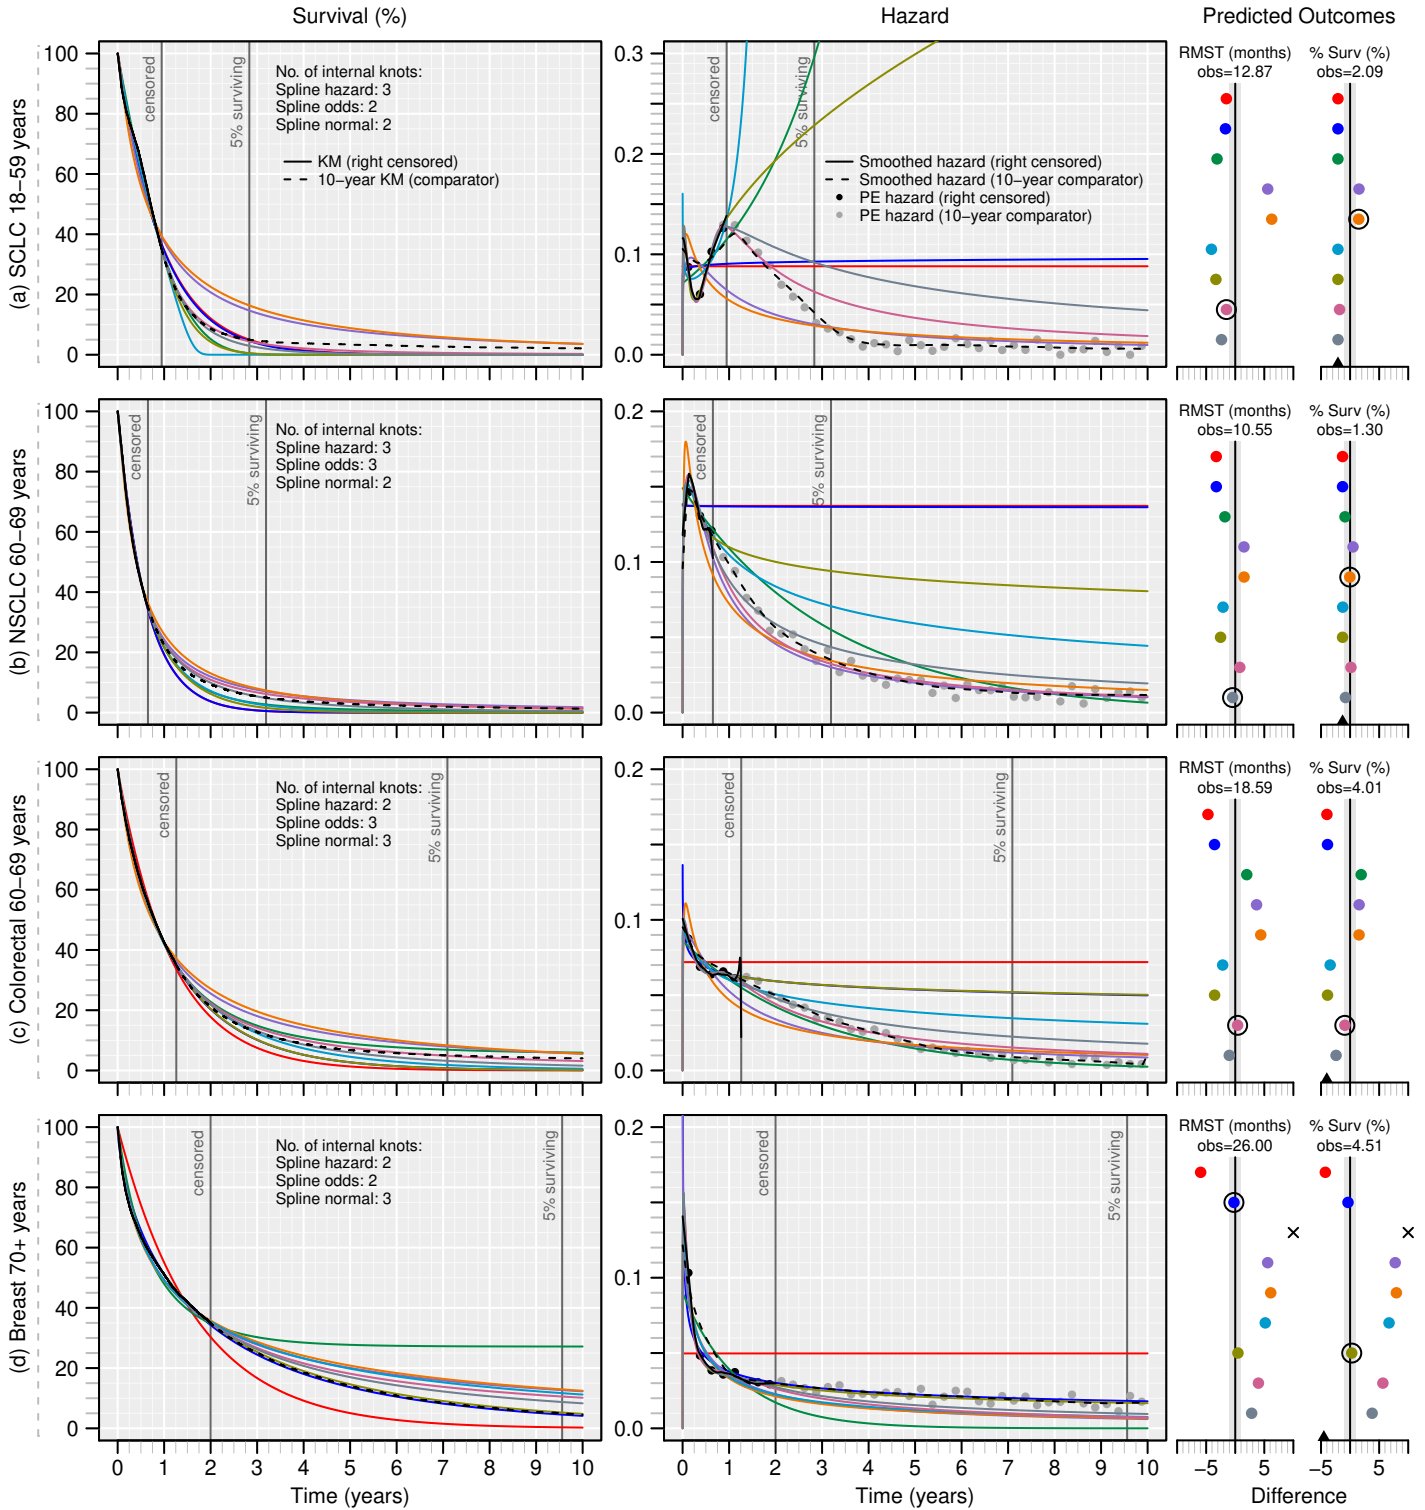 Survival (%)
Hazard
Predicted Outcomes
(a) SCLC 18−59 years
100
80
60
40
20
0
censored
5% surviving
No. of internal knots:
Spline hazard: 3
Spline odds: 2
Spline normal: 2
KM (right censored)
10−year KM (comparator)
0.3
0.2
0.1
0.0
censored
5% surviving
Smoothed hazard (right censored)
Smoothed hazard (10−year comparator)
PE hazard (right censored)
PE hazard (10−year comparator)
RMST (months)
obs=12.87
% Surv (%)
obs=2.09
(b) NSCLC 60−69 years
100
80
60
40
20
0
censored
5% surviving
No. of internal knots:
Spline hazard: 3
Spline odds: 3
Spline normal: 2
0.2
0.1
0.0
censored
5% surviving
RMST (months)
obs=10.55
% Surv (%)
obs=1.30
(c) Colorectal 60−69 years
100
80
60
40
20
0
censored
5% surviving
No. of internal knots:
Spline hazard: 2
Spline odds: 3
Spline normal: 3
0.2
0.1
0.0
censored
5% surviving
RMST (months)
obs=18.59
% Surv (%)
obs=4.01
(d) Breast 70+ years
100
80
60
40
20
0
censored
5% surviving
No. of internal knots:
Spline hazard: 2
Spline odds: 2
Spline normal: 3
0.2
0.1
0.0
censored
5% surviving
RMST (months)
obs=26.00
% Surv (%)
obs=4.51
0 1 2 3 4 5 6 7 8 9 10
Time (years)
0 1 2 3 4 5 6 7 8 9 10
Time (years)
−5 5
−5 5
Difference